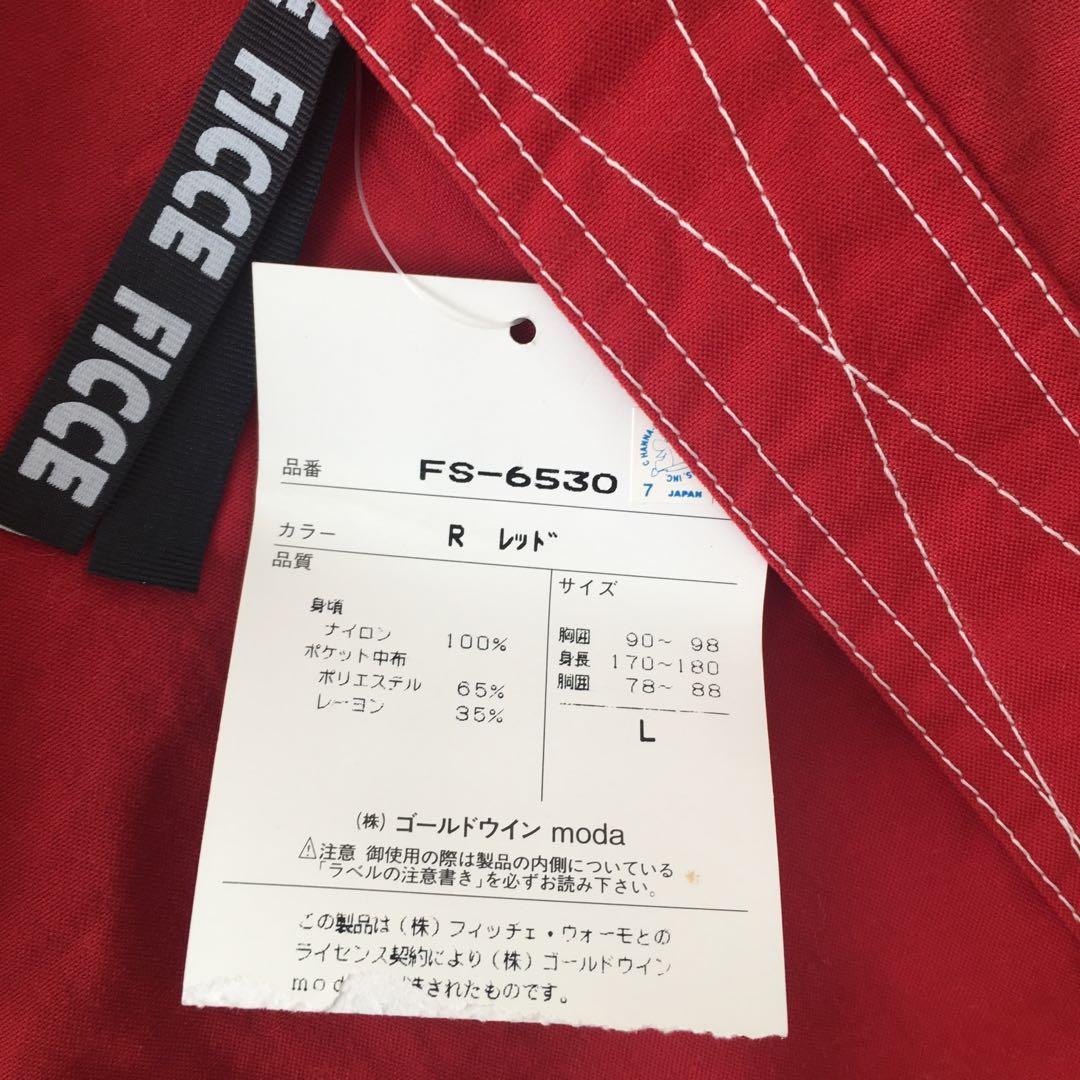 E
FICCE
FICCE
品番 FS-6530
7 JAPAN
カラー R レッド
品質
身頃
ナイロン 100%
ポケット中布
ポリエステル 65%
レーヨン 35%
サイズ
胸囲 90~ 98
身長 170~180
胴囲 78~ 88
L
(株) ゴールドウイン moda
⚠注意 御使用の際は製品の内側についている
「ラベルの注意書き」を必ずお読み下さい。
この製品は(株)フィッチェ・ウォーモとの
ライセンス契約により(株)ゴールドウイン
されたものです。